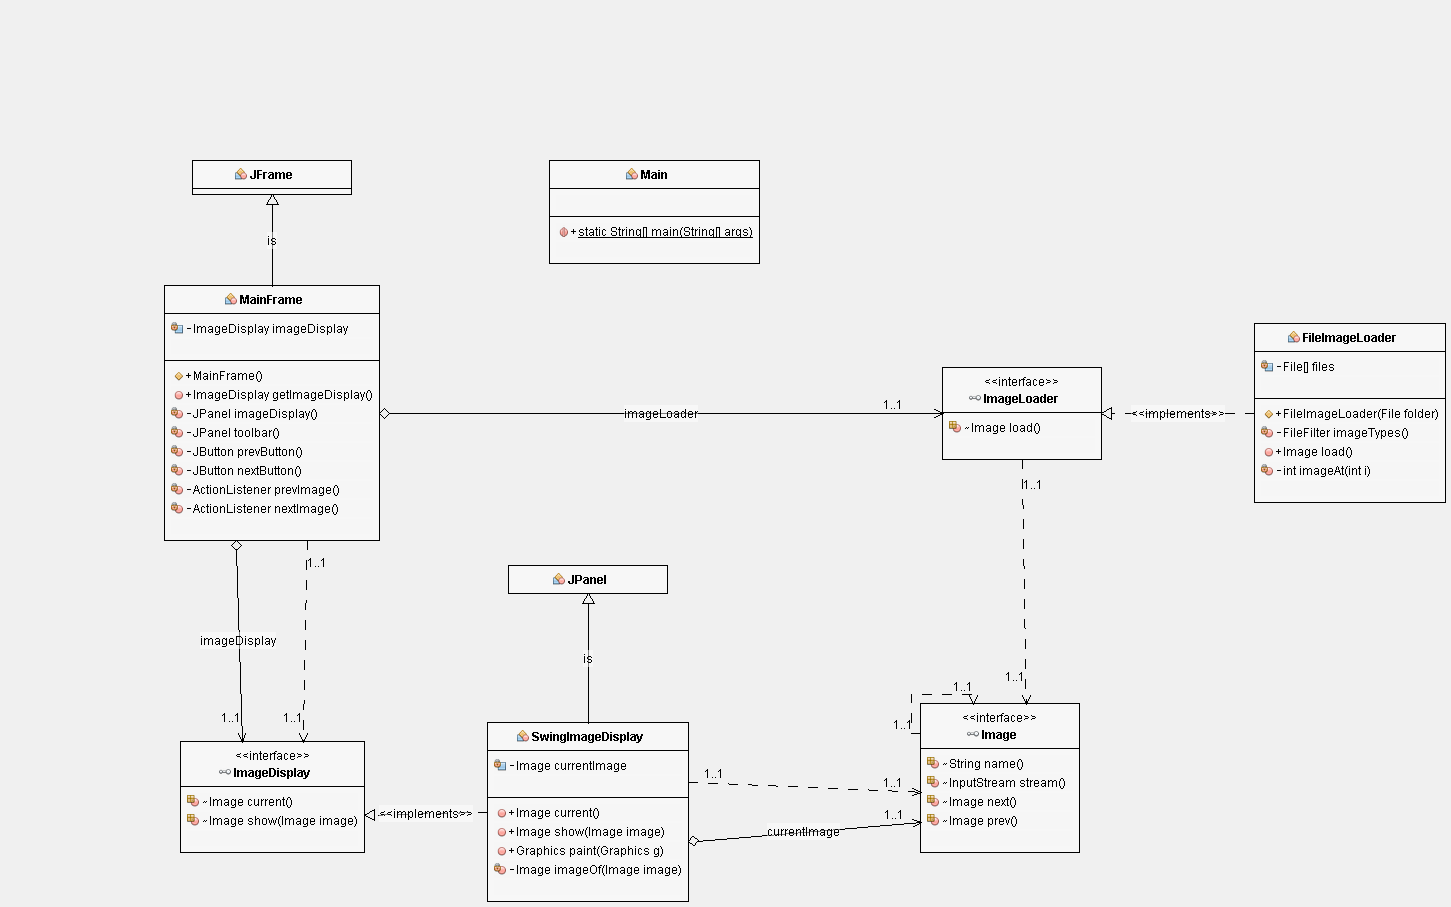 JFrame
is
MainFrame
-ImageDisplay imageDisplay
+MainFrame()
+ImageDisplay getImageDisplay()
-JPanel imageDisplay()
-JPanel toolbar()
-JButton prevButton()
-JButton nextButton()
-ActionListener prevImage()
-ActionListener nextImage()
Main
+static String[] main(String[] args)
imageLoader
1..1
<<interface>>
ImageLoader
~Image load()
<<implements>>
FileImageLoader
-File[] files
+FileImageLoader(File folder)
-FileFilter imageTypes()
+Image load()
-int imageAt(int i)
1..1
1..1
imageDisplay
1..1
1..1
<<interface>>
ImageDisplay
~Image current()
~Image show(Image image)
<<implements>>
JPanel
is
SwingImageDisplay
-Image currentImage
+Image current()
+Image show(Image image)
+Graphics paint(Graphics g)
-Image imageOf(Image image)
1..1
1..1
currentImage
1..1
1..1
1..1
1..1
<<interface>>
Image
~String name()
~InputStream stream()
~Image next()
~Image prev()